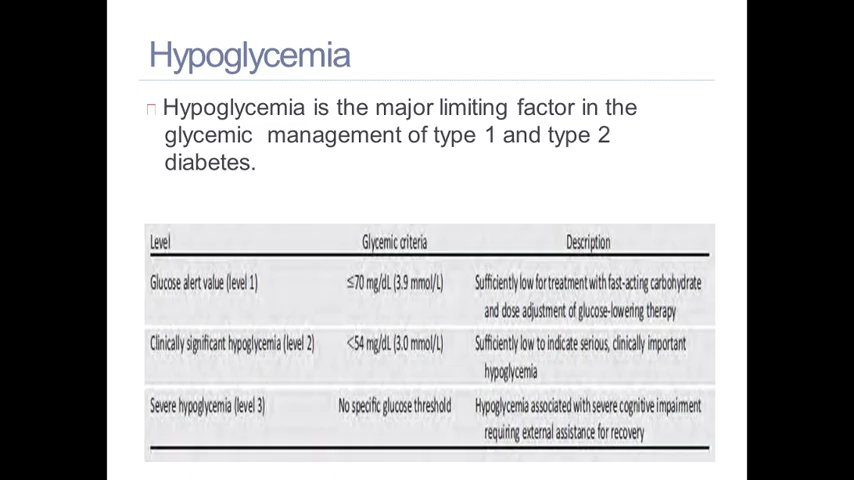 Hypoglycemia
Hypoglycemia is the major limiting factor in the
glycemic management of type 1 and type 2
diabetes.
Level Glycemic criteria Description
Glucose alert value (level 1) ≤70 mg/dL (3.9 mmol/L) Sufficiently low for treatment with fast-acting carbohydrate
and dose adjustment of glucose-lowering therapy
Clinically significant hypoglycemia (level 2) <54 mg/dL (3.0 mmol/L) Sufficiently low to indicate serious, clinically important
hypoglycemia
Severe hypoglycemia (level 3) No specific glucose threshold Hypoglycemia associated with severe cognitive impairment
requiring external assistance for recovery